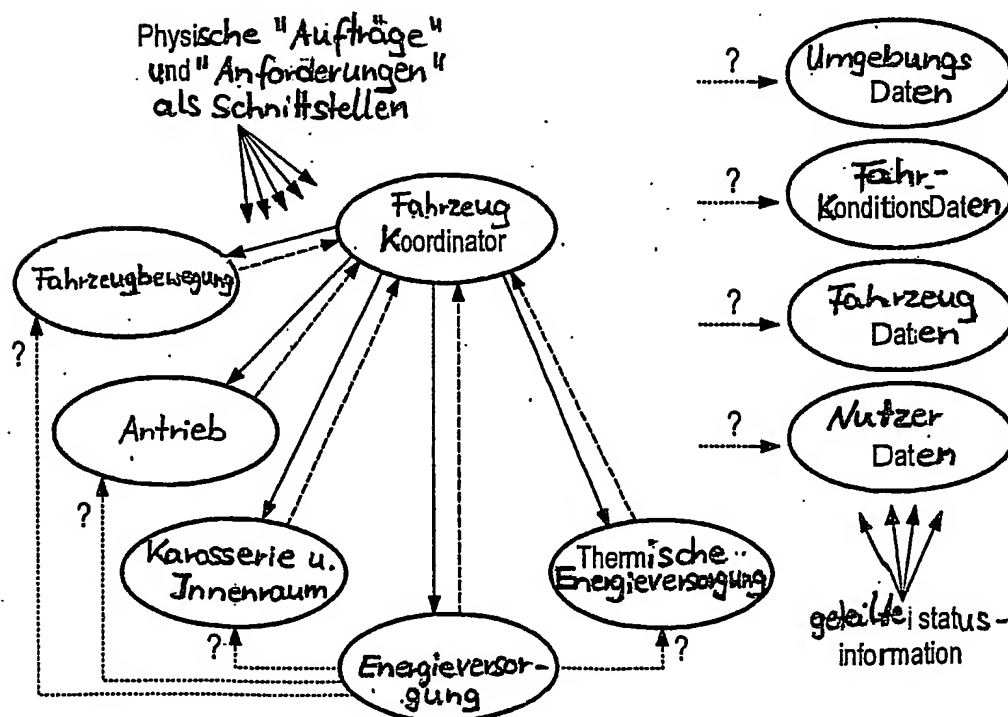 Physische "Aufträge"
und "Anforderungen"
als Schnittstellen
Fahrzeug
Koordinator
Fahrzeugbewegung
?
Antrieb
?
Karosserie u.
Innenraum
?
Energieversor-
gung
Thermische
Energieversorgung
?
?
Umgebungs
Daten
?
Fahr-
KonditionsDaten
?
Fahrzeug
Daten
?
Nutzer
Daten
status-
information